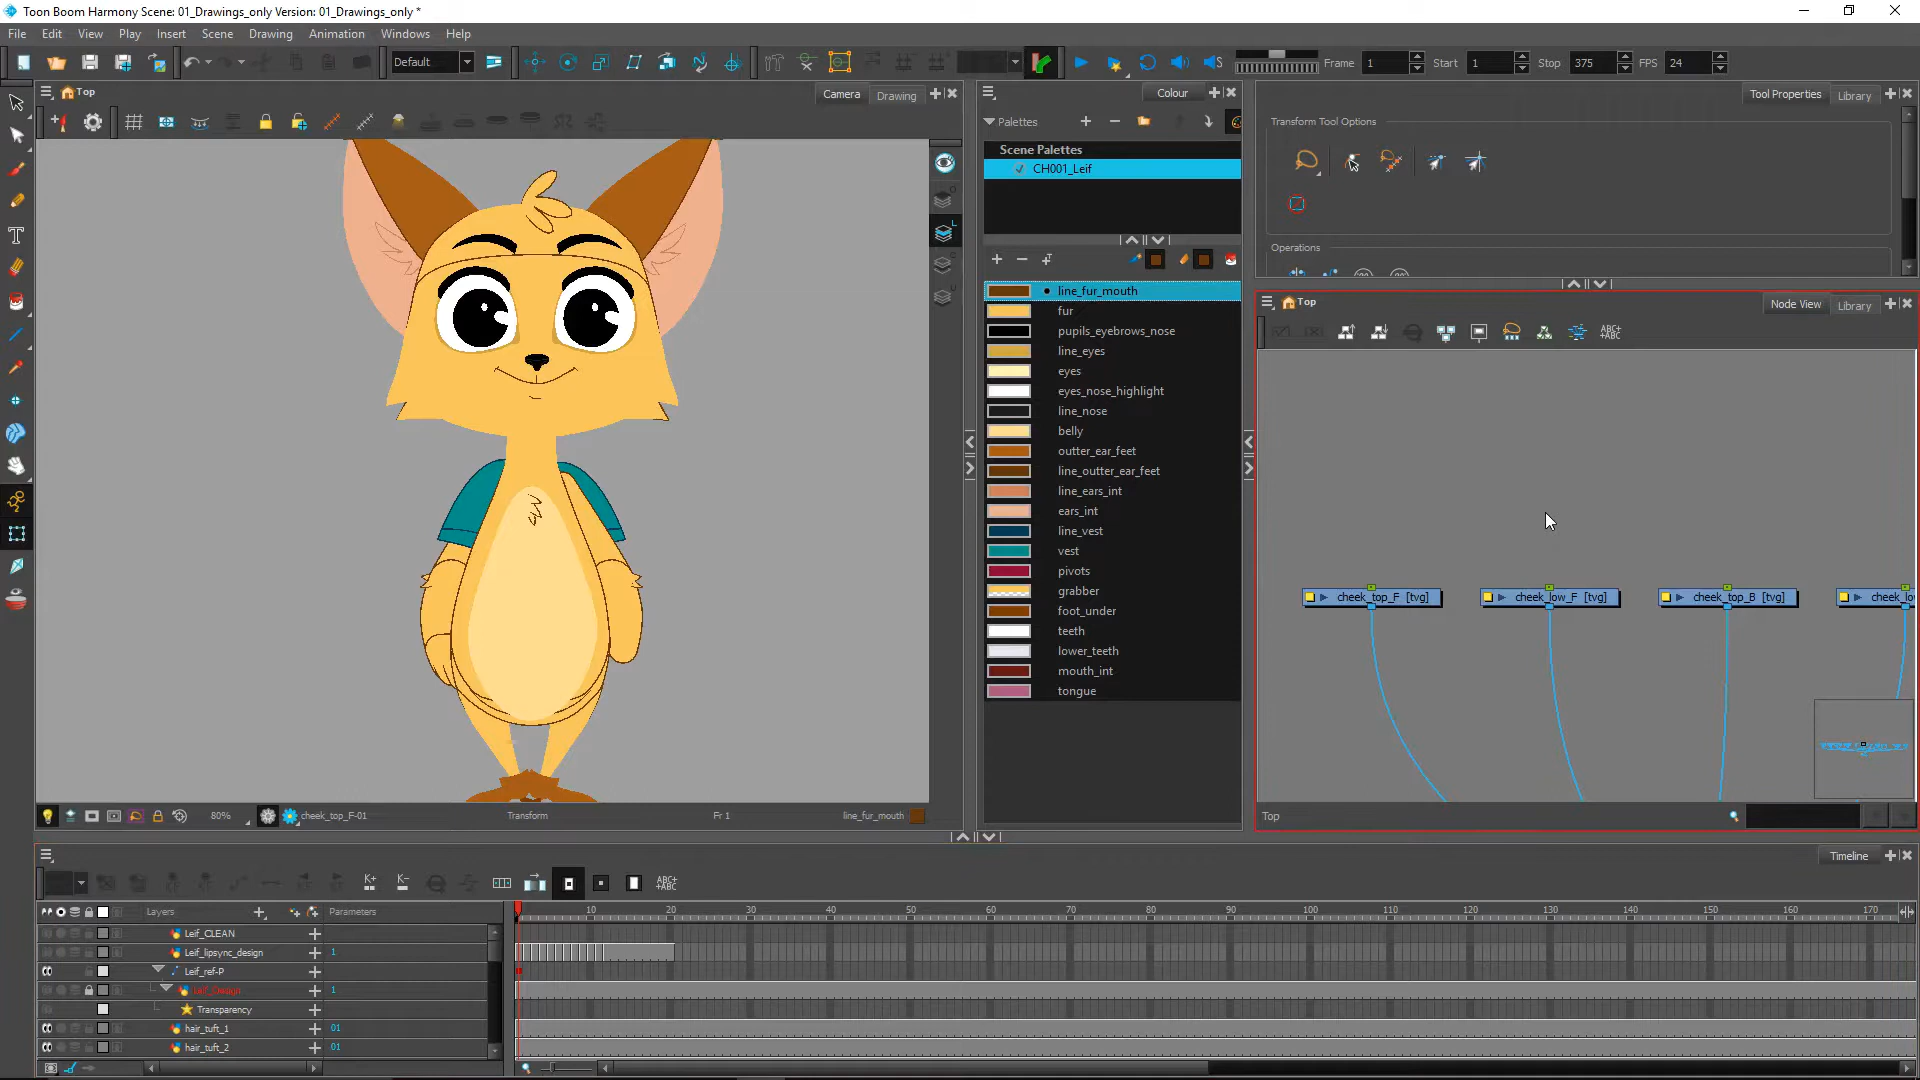 Toon Boom Harmony Scene: 01_Drawings_only Version: 01_Drawings_only *
File Edit View Play Insert Scene Drawing Animation Windows Help
Default
Frame 1 Start 1 Stop 375 FPS 24
Top
Camera Drawing
Colour
Palettes
Scene Palettes
CH001_Leif
line_fur_mouth
fur
pupils_eyebrows_nose
line_eyes
eyes
eyes_nose_highlight
line_nose
belly
outter_ear_feet
line_outter_ear_feet
line_ears_int
ears_int
line_vest
vest
pivots
grabber
foot_under
teeth
lower_teeth
mouth_int
tongue
Tool Properties Library
Transform Tool Options
Operations
Top
Node View Library
ABC+
+ABC
cheek_top_F [tvg]
cheek_low_F [tvg]
cheek_top_B [tvg]
cheek_lo
Top
80% cheek_top_F-01 Transform Fr 1 line_fur_mouth
Timeline
K+ K-
ABC+
+ABC
Layers Parameters
10 20 30 40 50 60 70 80 90 100 110 120 130 140 150 160 170
Leif_CLEAN
Leif_lipsync_design 1
Leif_ref-P
Leif_Design 1
Transparency
hair_tuft_1 01
hair_tuft_2 01